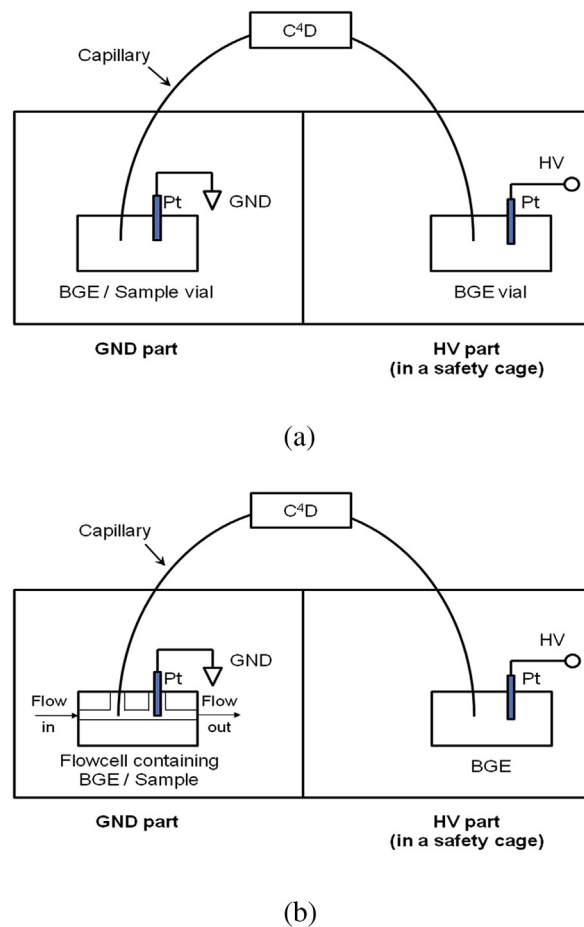 C⁴D
Capillary
HV
Pt
GND
Pt
BGE / Sample vial
BGE vial
GND part
HV part
(in a safety cage)
(a)
C⁴D
Capillary
HV
GND
Pt
Pt
Flow
Flow
in
out
Flowcell containing
BGE / Sample
BGE
GND part
HV part
(in a safety cage)
(b)